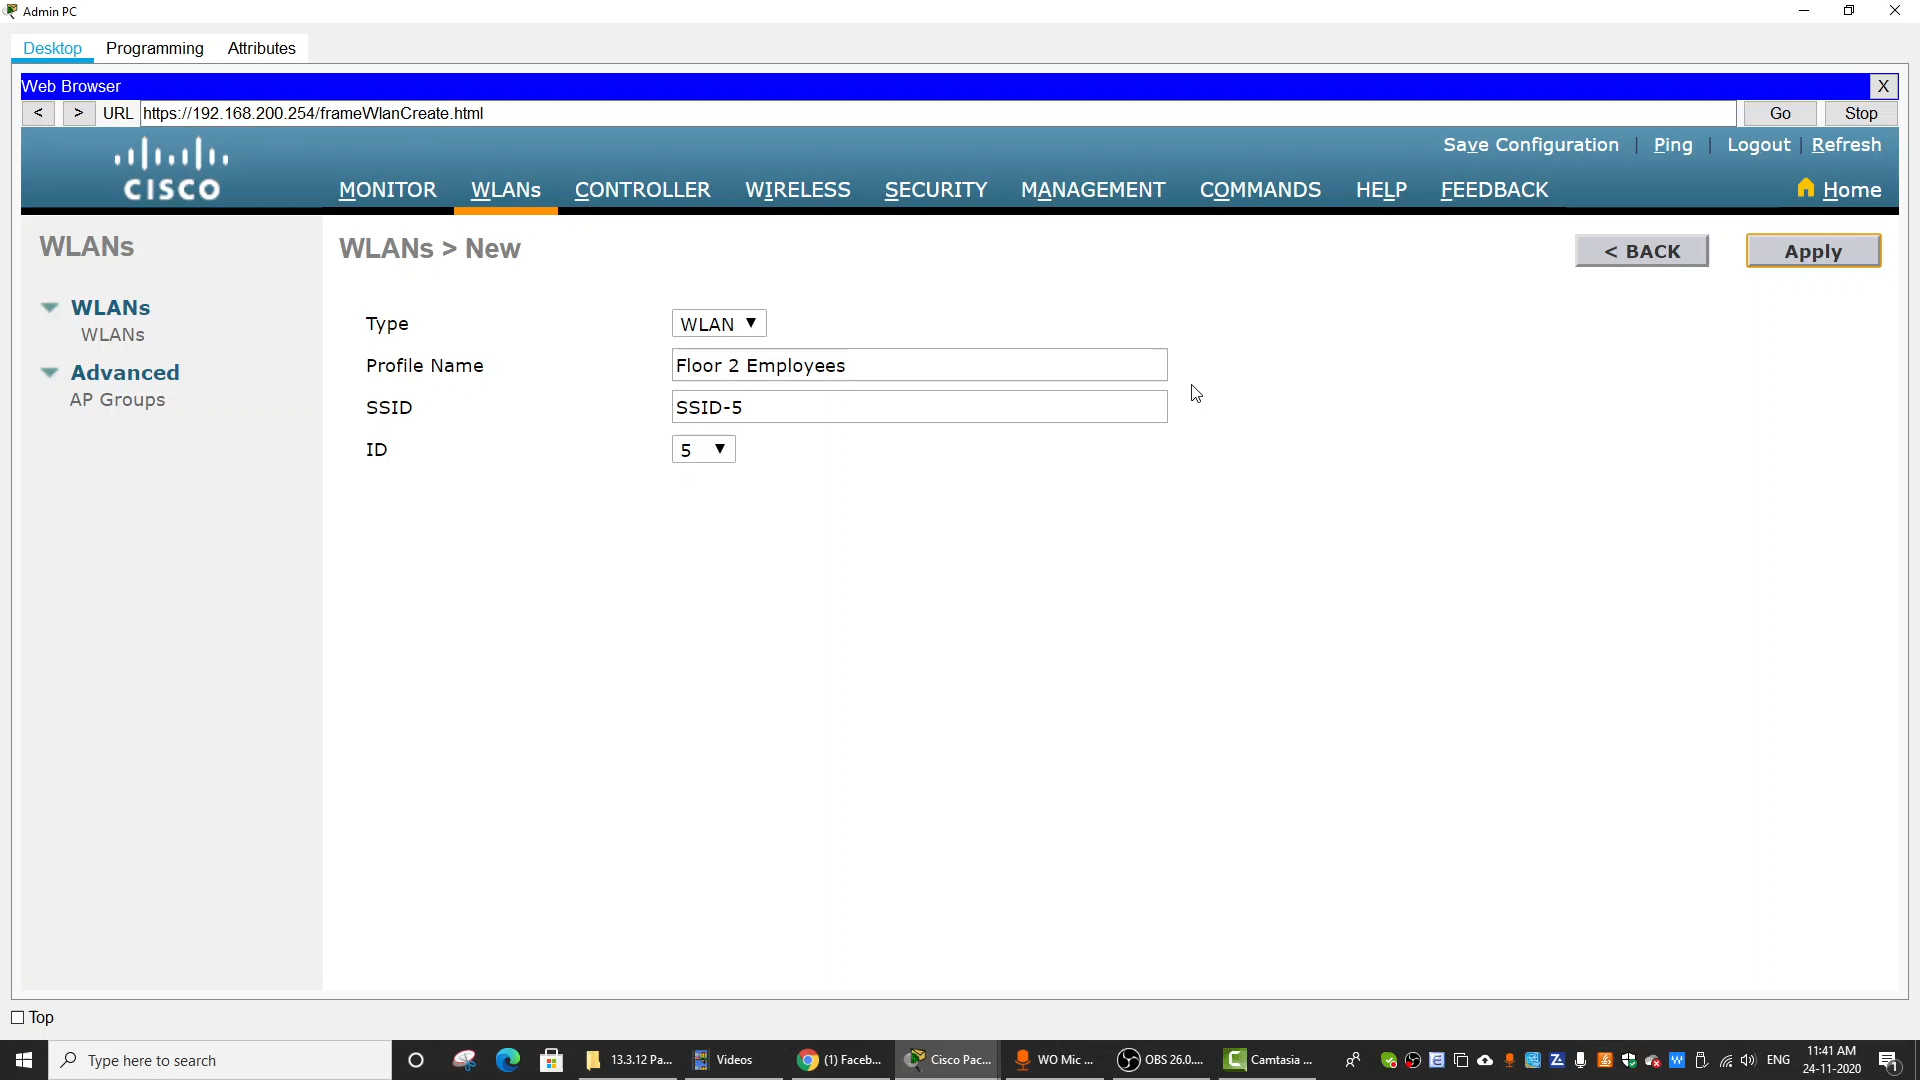 Admin PC
Desktop Programming Attributes
Web Browser X
< > URL https://192.168.200.254/frameWlanCreate.html Go Stop
Save Configuration | Ping | Logout | Refresh
CISCO
MONITOR WLANs CONTROLLER WIRELESS SECURITY MANAGEMENT COMMANDS HELP FEEDBACK Home
WLANs
WLANs > New
< BACK Apply
WLANs
WLANs
Advanced
AP Groups
Type WLAN
Profile Name Floor 2 Employees
SSID SSID-5
ID 5
Top
Type here to search
13.3.12 Pa...
Videos
(1) Faceb...
Cisco Pac...
WO Mic ...
OBS 26.0....
Camtasia ...
ENG
11:41 AM
24-11-2020
1